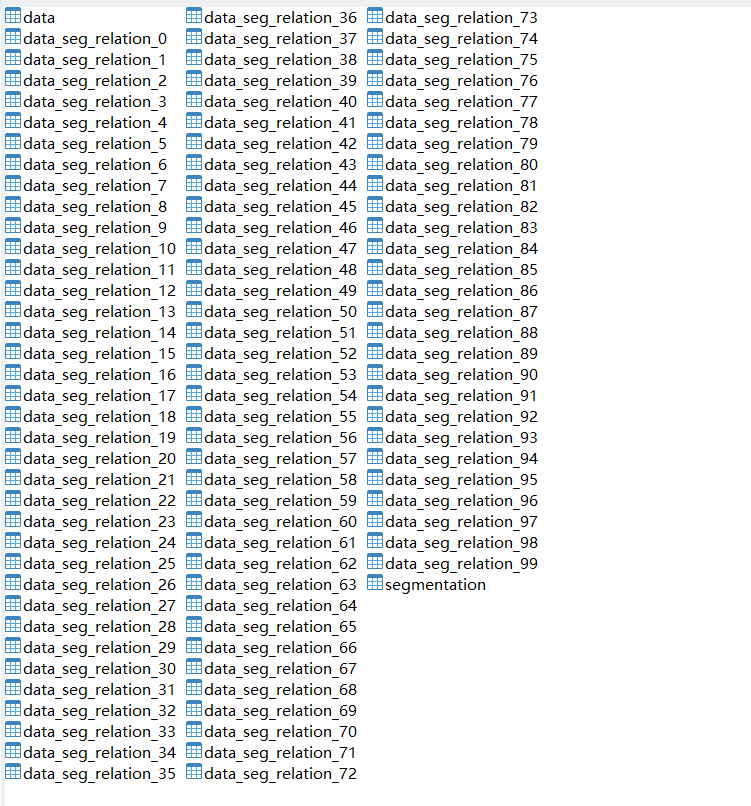 data
data_seg_relation_0
data_seg_relation_1
data_seg_relation_2
data_seg_relation_3
data_seg_relation_4
data_seg_relation_5
data_seg_relation_6
data_seg_relation_7
data_seg_relation_8
data_seg_relation_9
data_seg_relation_10
data_seg_relation_11
data_seg_relation_12
data_seg_relation_13
data_seg_relation_14
data_seg_relation_15
data_seg_relation_16
data_seg_relation_17
data_seg_relation_18
data_seg_relation_19
data_seg_relation_20
data_seg_relation_21
data_seg_relation_22
data_seg_relation_23
data_seg_relation_24
data_seg_relation_25
data_seg_relation_26
data_seg_relation_27
data_seg_relation_28
data_seg_relation_29
data_seg_relation_30
data_seg_relation_31
data_seg_relation_32
data_seg_relation_33
data_seg_relation_34
data_seg_relation_35
data_seg_relation_36
data_seg_relation_37
data_seg_relation_38
data_seg_relation_39
data_seg_relation_40
data_seg_relation_41
data_seg_relation_42
data_seg_relation_43
data_seg_relation_44
data_seg_relation_45
data_seg_relation_46
data_seg_relation_47
data_seg_relation_48
data_seg_relation_49
data_seg_relation_50
data_seg_relation_51
data_seg_relation_52
data_seg_relation_53
data_seg_relation_54
data_seg_relation_55
data_seg_relation_56
data_seg_relation_57
data_seg_relation_58
data_seg_relation_59
data_seg_relation_60
data_seg_relation_61
data_seg_relation_62
data_seg_relation_63
data_seg_relation_64
data_seg_relation_65
data_seg_relation_66
data_seg_relation_67
data_seg_relation_68
data_seg_relation_69
data_seg_relation_70
data_seg_relation_71
data_seg_relation_72
data_seg_relation_73
data_seg_relation_74
data_seg_relation_75
data_seg_relation_76
data_seg_relation_77
data_seg_relation_78
data_seg_relation_79
data_seg_relation_80
data_seg_relation_81
data_seg_relation_82
data_seg_relation_83
data_seg_relation_84
data_seg_relation_85
data_seg_relation_86
data_seg_relation_87
data_seg_relation_88
data_seg_relation_89
data_seg_relation_90
data_seg_relation_91
data_seg_relation_92
data_seg_relation_93
data_seg_relation_94
data_seg_relation_95
data_seg_relation_96
data_seg_relation_97
data_seg_relation_98
data_seg_relation_99
segmentation